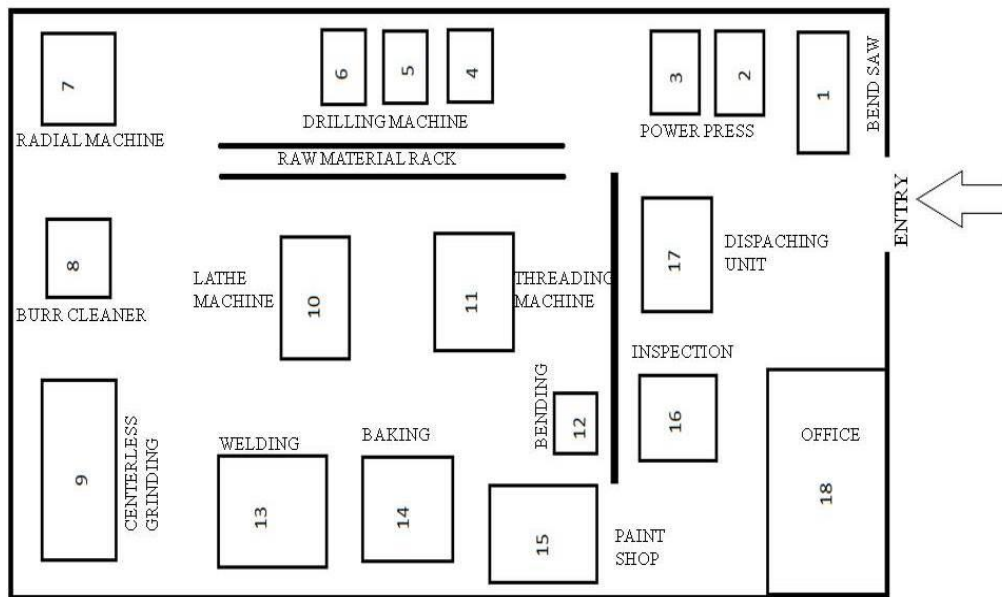 7
6
5
4
3
2
1
BEND SAW
RADIAL MACHINE
DRILLING MACHINE
POWER PRESS
RAW MATERIAL RACK
ENTRY
8
BURR CLEANER
LATHE
MACHINE
10
11
THREADING
MACHINE
17
DISPACHING
UNIT
INSPECTION
16
BENDING
12
9
CENTERLESS
GRINDING
WELDING
13
BAKING
14
15
PAINT
SHOP
OFFICE
18